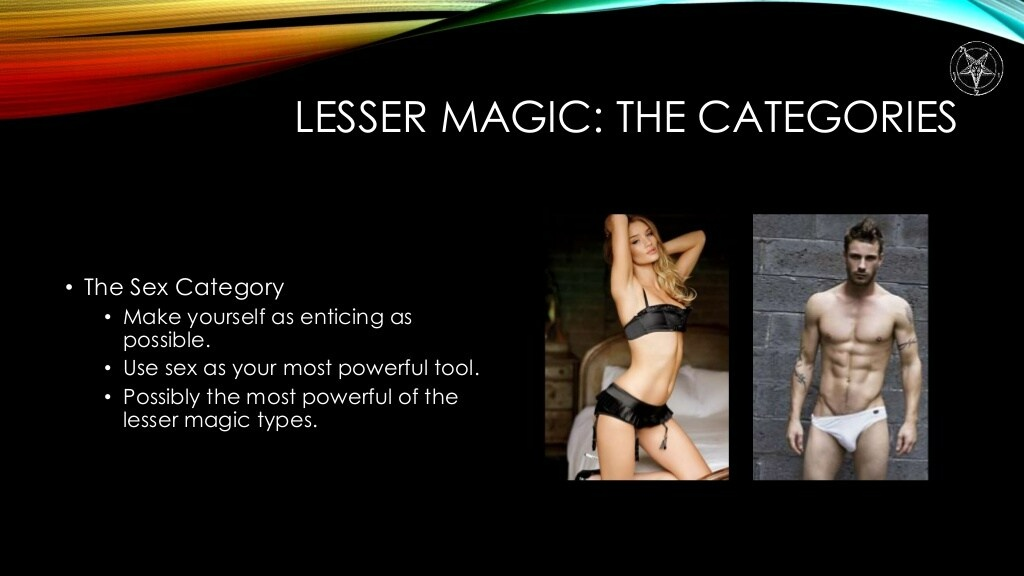 LESSER MAGIC: THE CATEGORIES
• The Sex Category
• Make yourself as enticing as
possible.
• Use sex as your most powerful tool.
• Possibly the most powerful of the
lesser magic types.